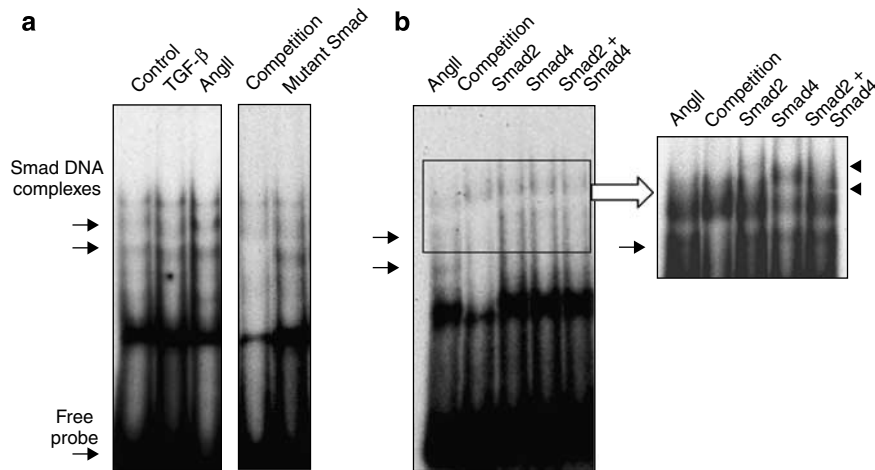 a
Control
TGF-β
AngII
Competition
Mutant Smad
Smad DNA
complexes
Free
probe
b
AngII
Competition
Smad2
Smad4
Smad2 +
Smad4
AngII
Competition
Smad2
Smad4
Smad2 +
Smad4